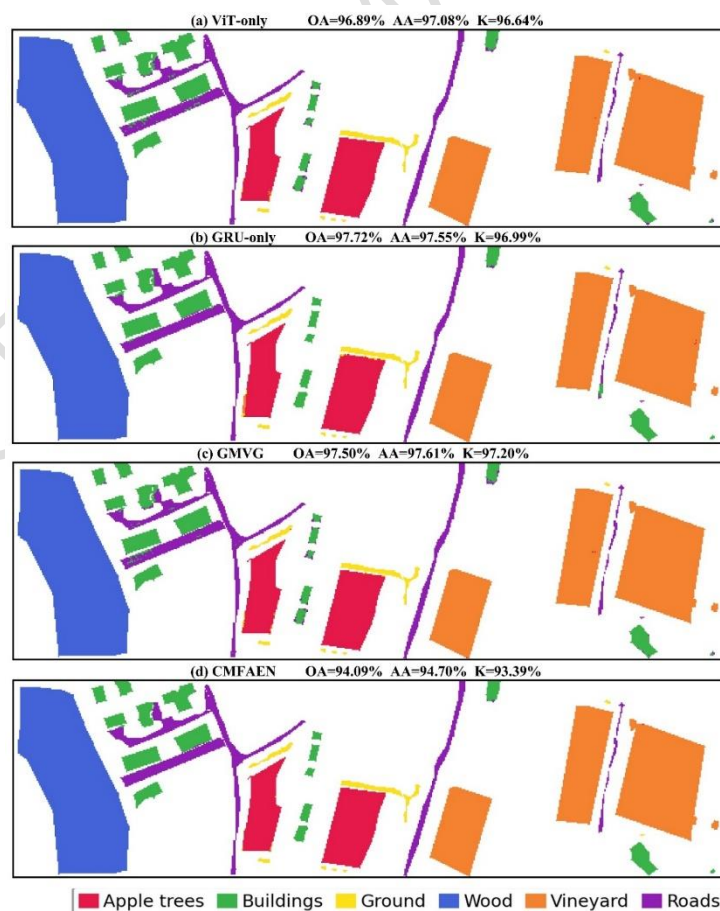 (a) ViT-only OA=96.89% AA=97.08% K=96.64%
(b) GRU-only OA=97.72% AA=97.55% K=96.99%
(c) GMVG OA=97.50% AA=97.61% K=97.20%
(d) CMFAEN OA=94.09% AA=94.70% K=93.39%
Apple trees Buildings Ground Wood Vineyard Roads